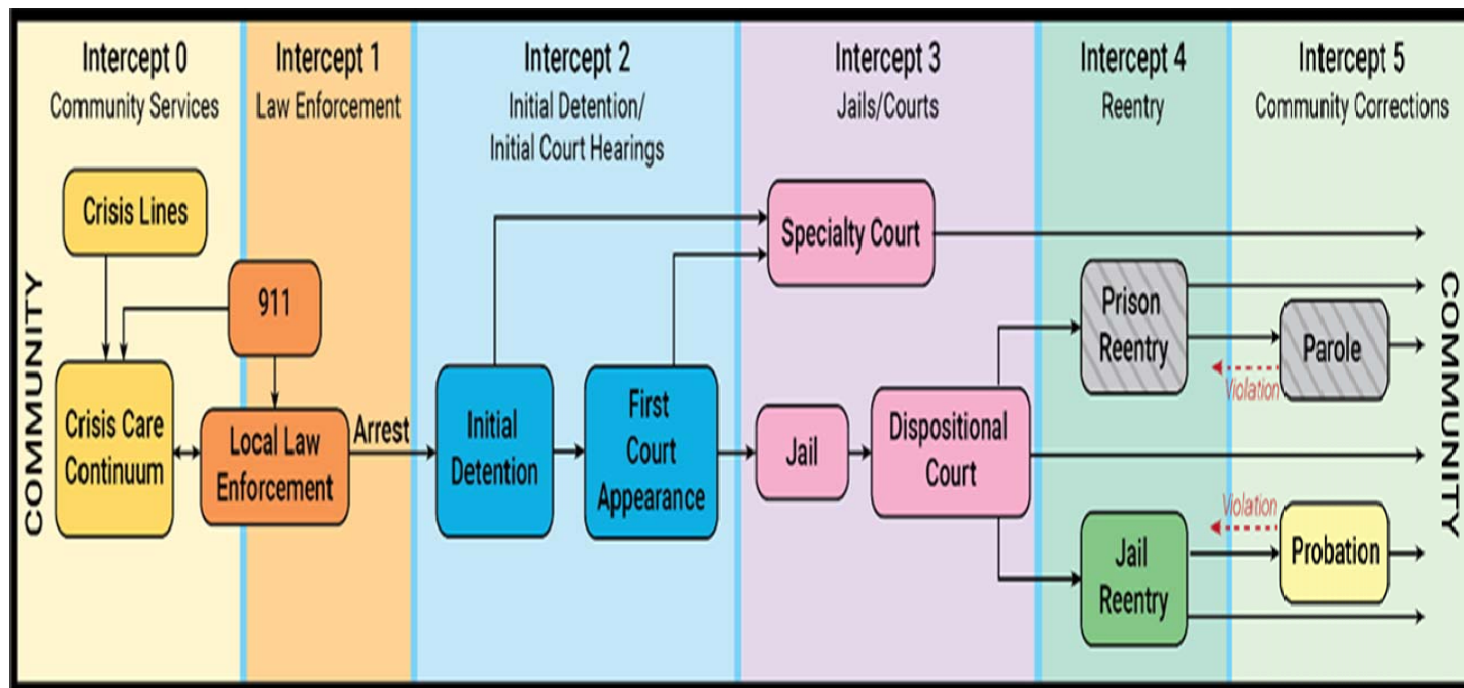 Intercept 0
Community Services
Intercept 1
Law Enforcement
Intercept 2
Initial Detention/
Initial Court Hearings
Intercept 3
Jails/Courts
Intercept 4
Reentry
Intercept 5
Community Corrections
COMMUNITY
Crisis Lines
911
Crisis Care
Continuum
Local Law
Enforcement
Arrest
Initial
Detention
First
Court
Appearance
Specialty Court
Jail
Dispositional
Court
Prison
Reentry
Parole
Violation
Jail
Reentry
Violation
Probation
COMMUNITY